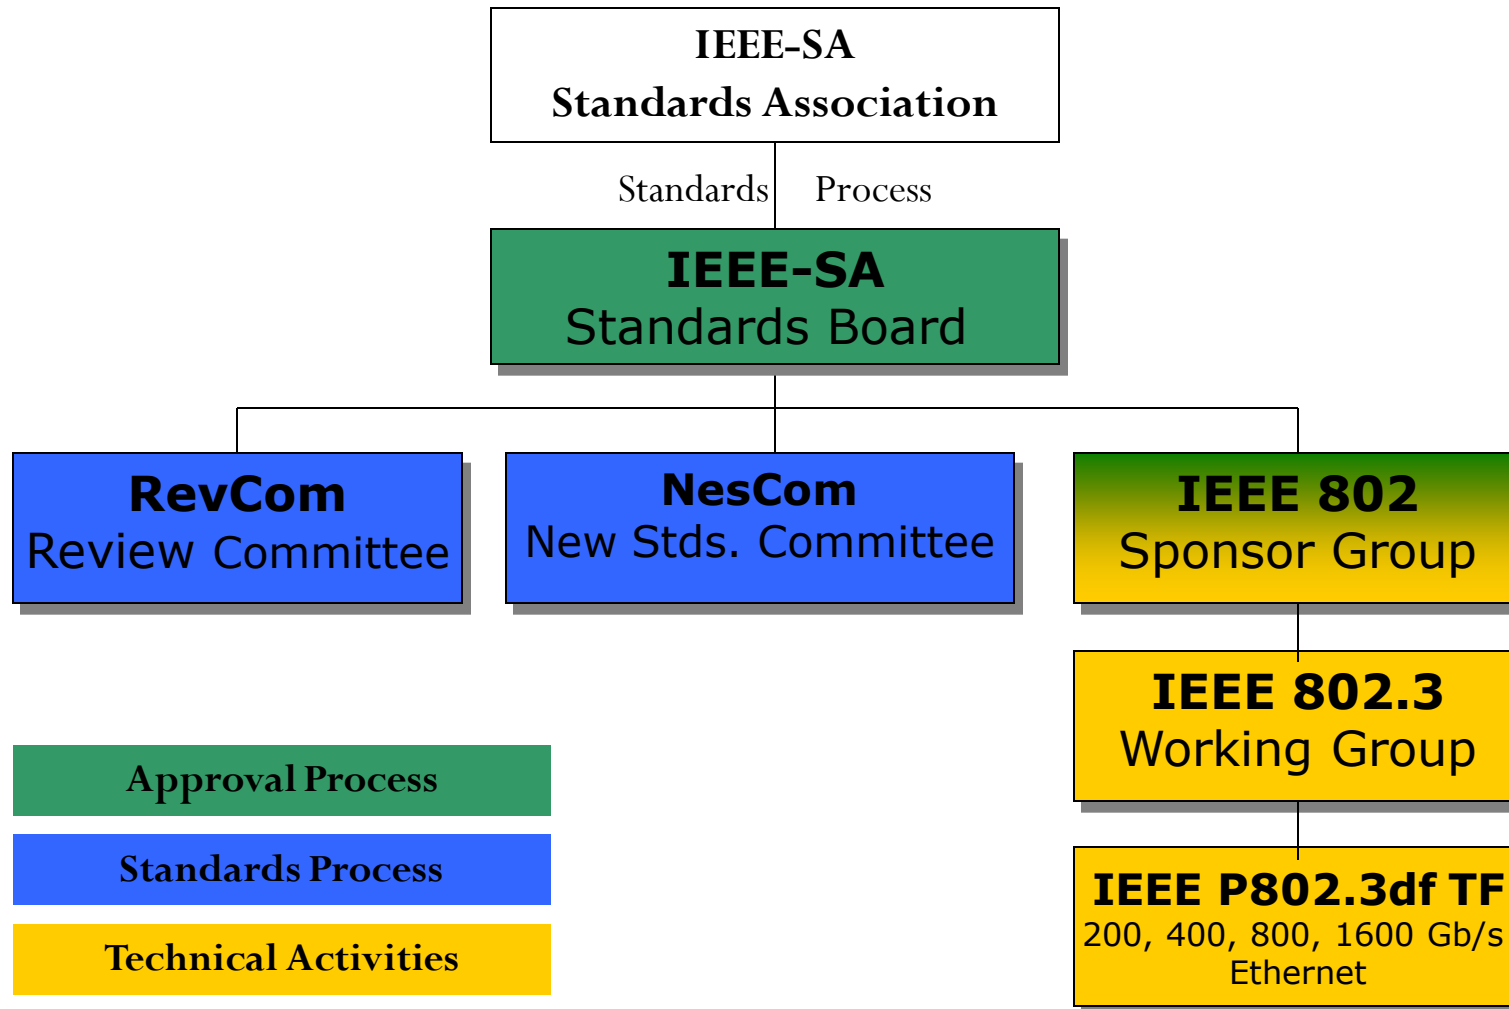 IEEE-SA
Standards Association
Standards Process
IEEE-SA
Standards Board
RevCom
Review Committee
NesCom
New Stds. Committee
IEEE 802
Sponsor Group
IEEE 802.3
Working Group
IEEE P802.3df TF
200, 400, 800, 1600 Gb/s
Ethernet
Approval Process
Standards Process
Technical Activities